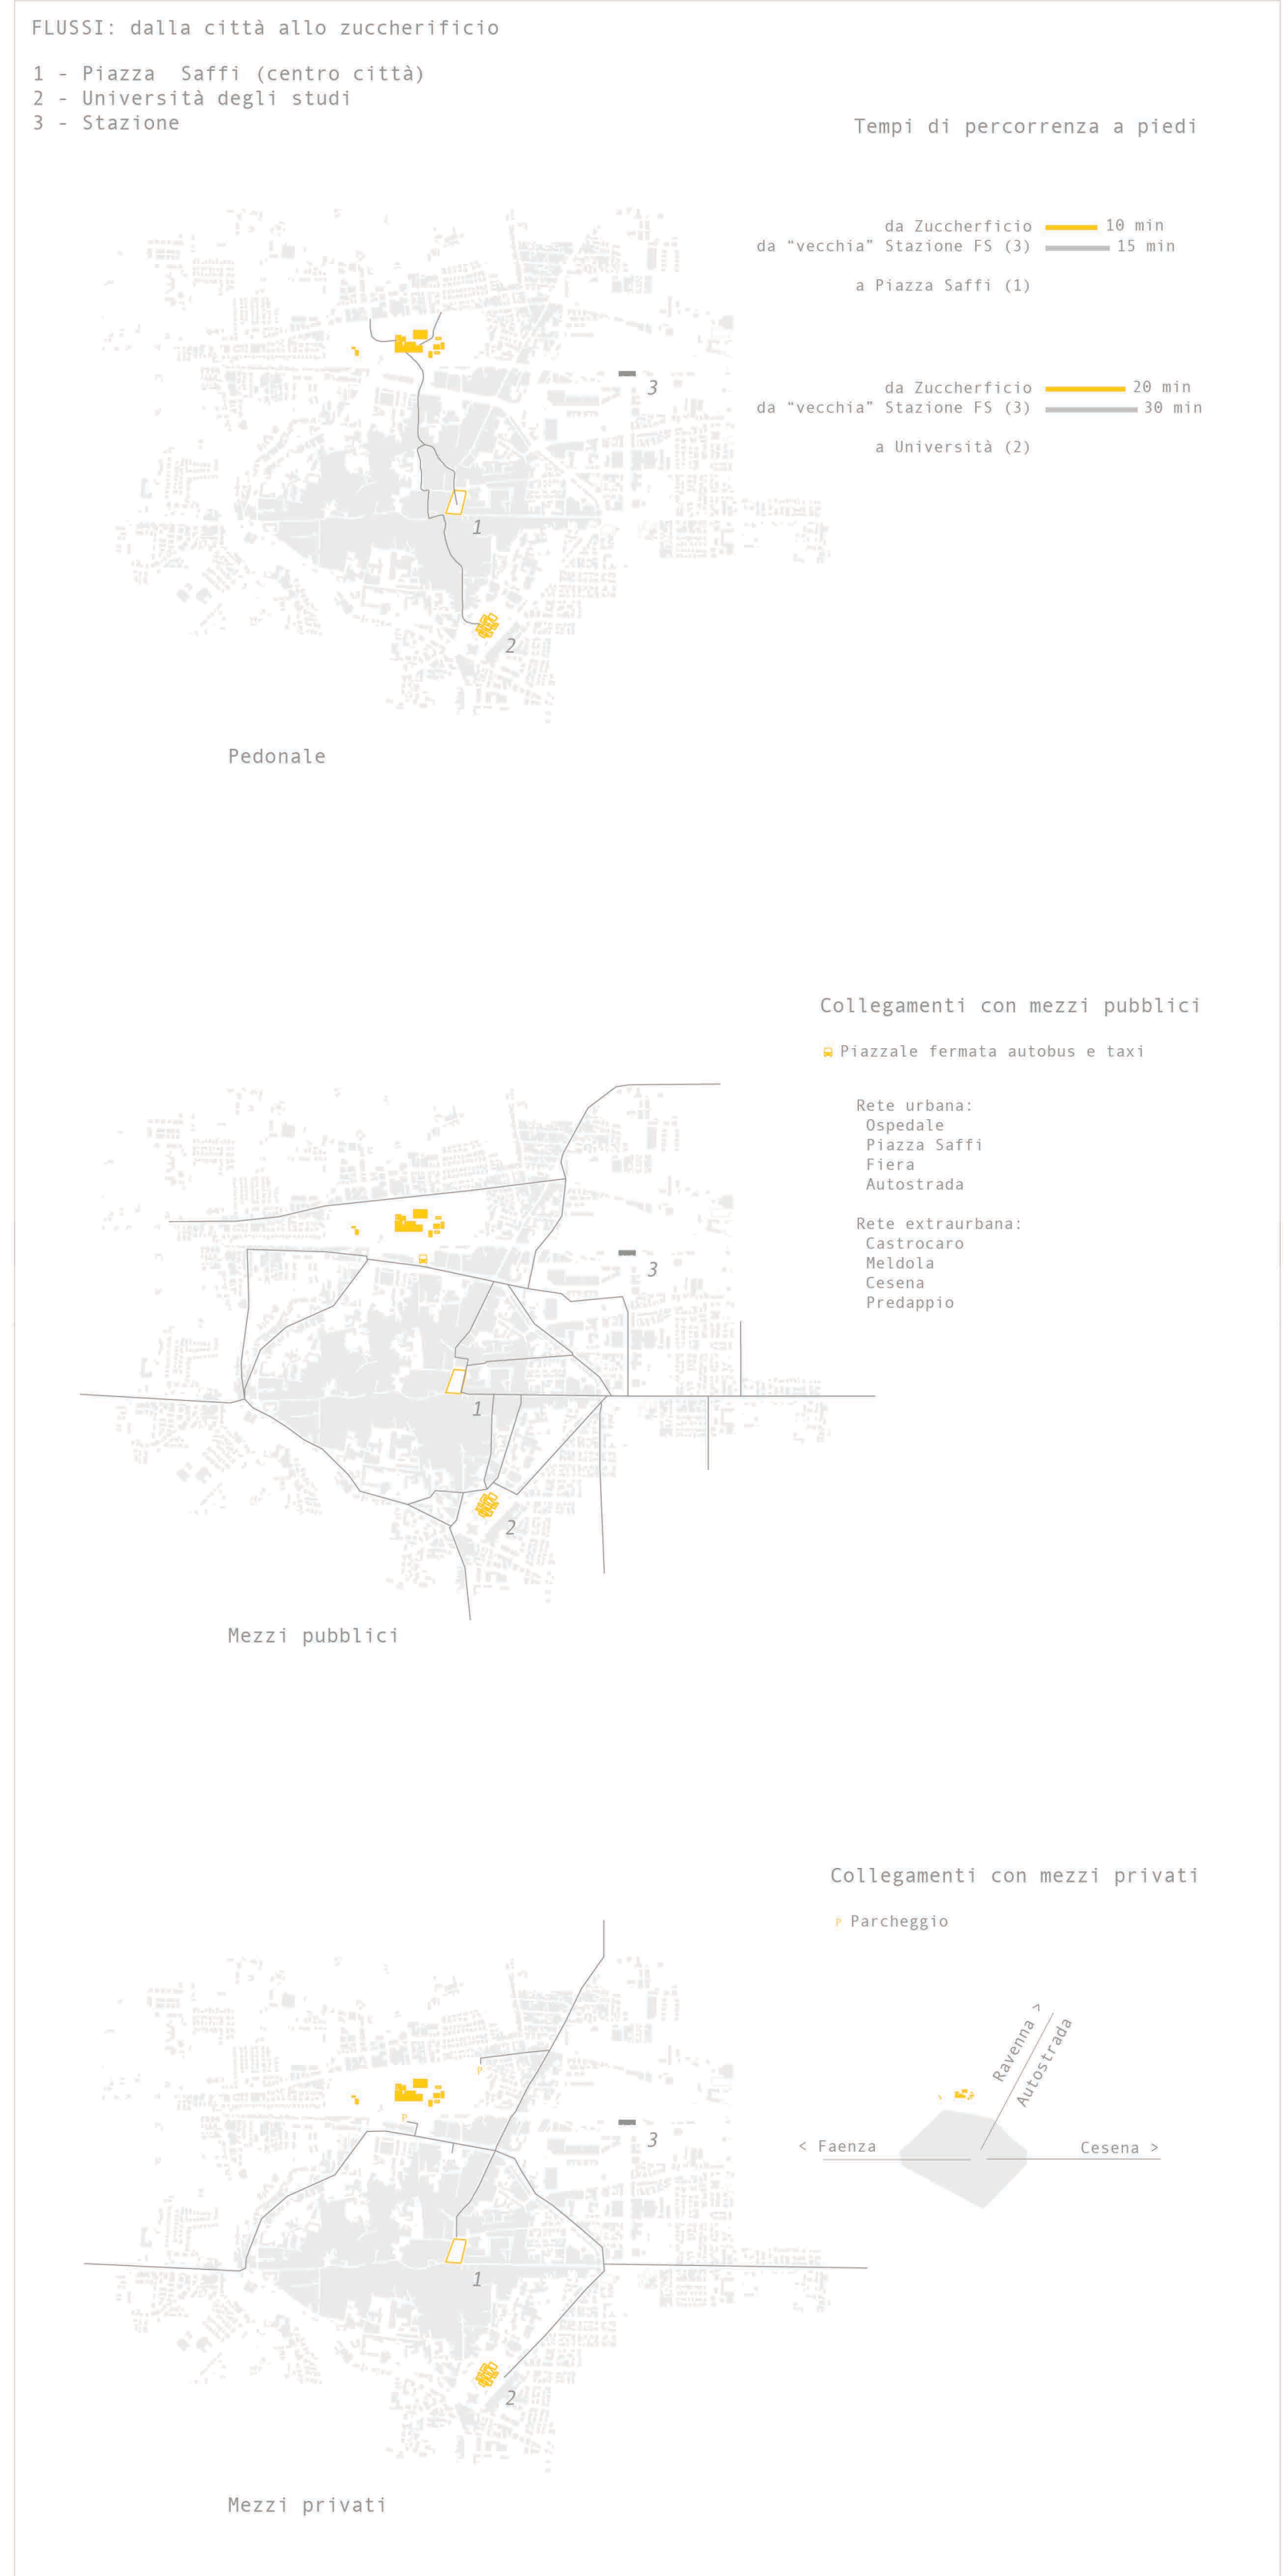 FLUSSI: dalla città allo zuccherificio
1 - Piazza Saffi (centro città)
2 - Università degli studi
3 - Stazione
Tempi di percorrenza a piedi
da Zuccherficio 10 min
da “vecchia” Stazione FS (3) 15 min
a Piazza Saffi (1)
da Zuccherficio 20 min
da “vecchia” Stazione FS (3) 30 min
a Università (2)
3
1
2
Pedonale
Collegamenti con mezzi pubblici
Piazzale fermata autobus e taxi
Rete urbana:
Ospedale
Piazza Saffi
Fiera
Autostrada
Rete extraurbana:
Castrocaro
Meldola
Cesena
Predappio
3
1
2
Mezzi pubblici
Collegamenti con mezzi privati
P Parcheggio
Ravenna >
Autostrada
< Faenza
Cesena >
P
P
3
1
2
Mezzi privati